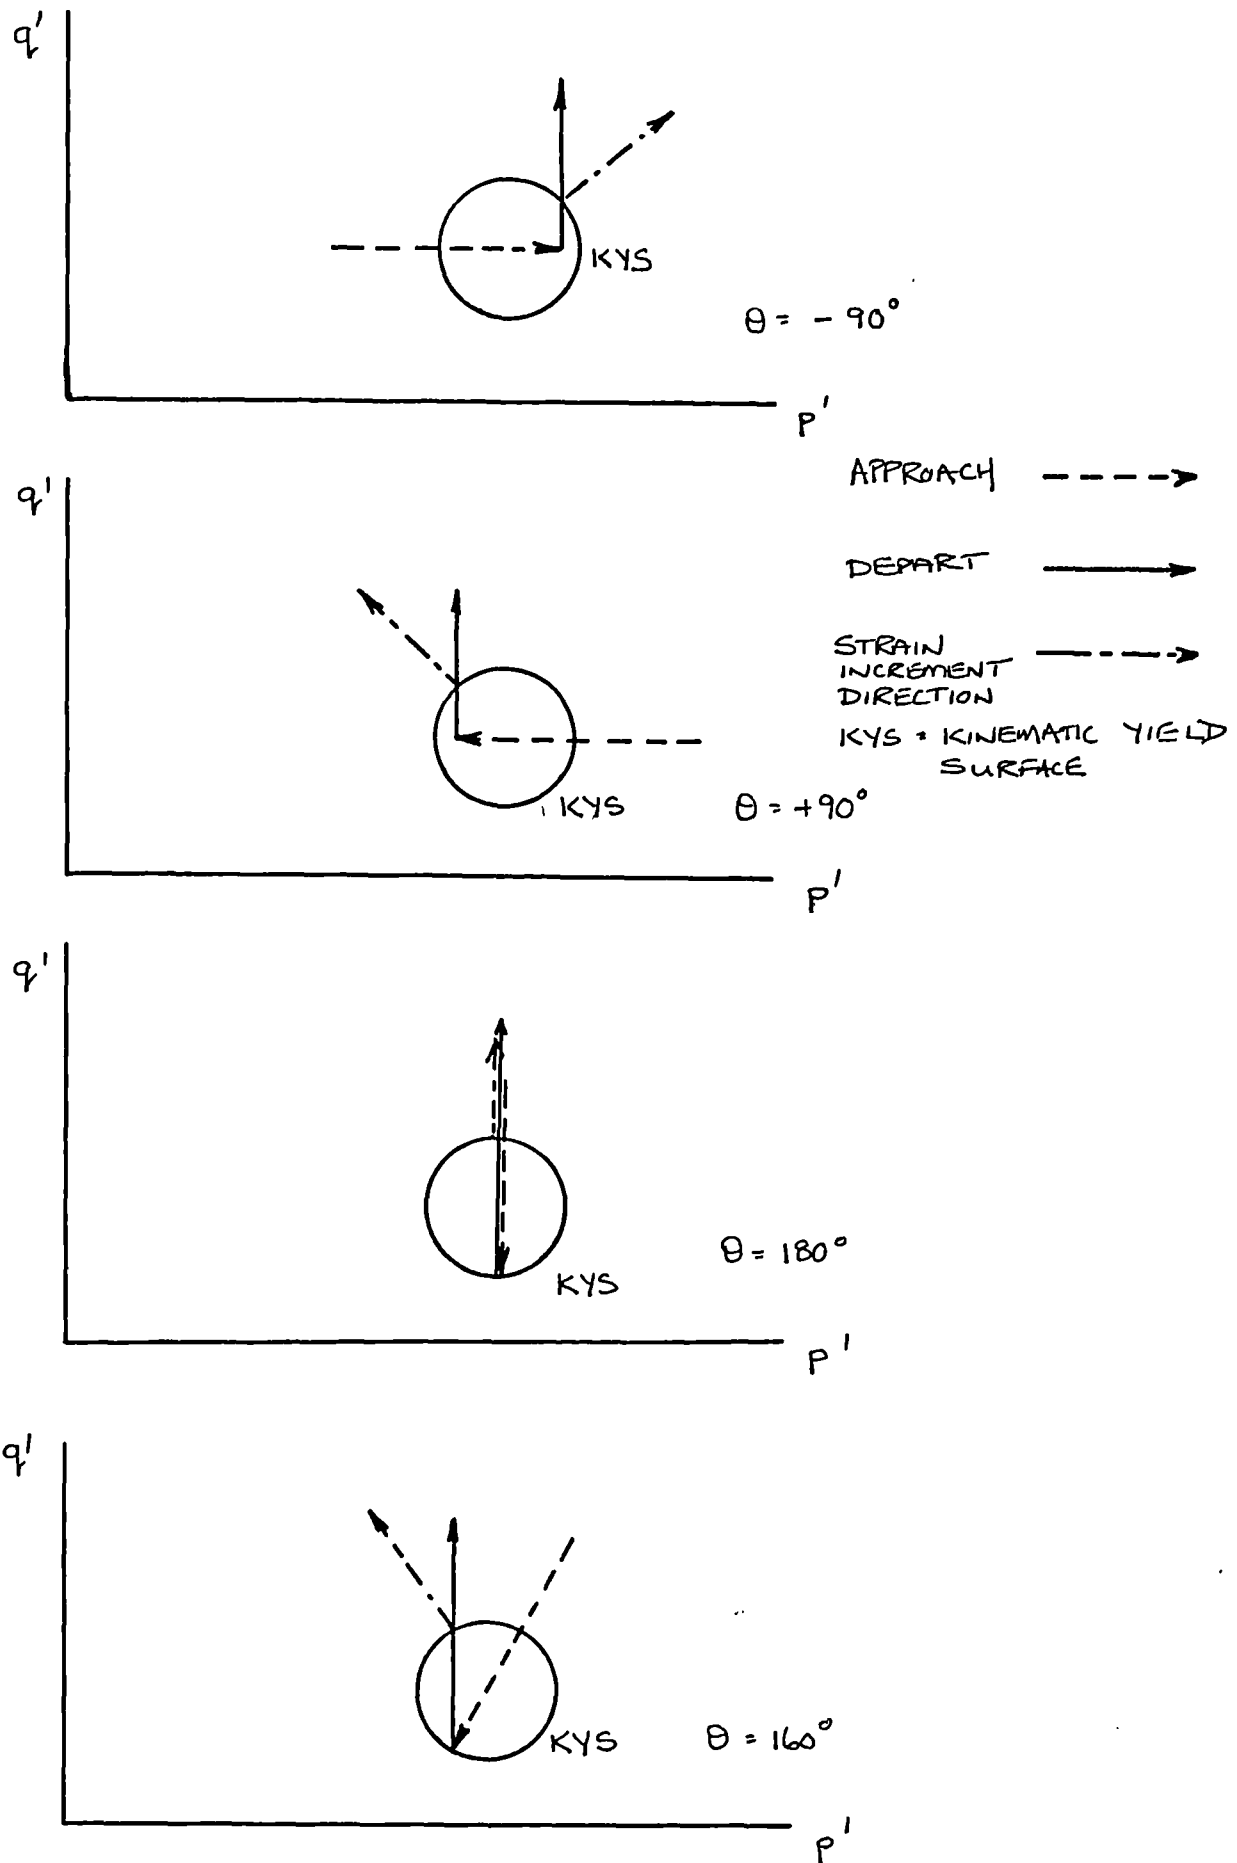 q'
KYS
θ = - 90°
p'
q'
APPROACH
DEPART
STRAIN
INCREMENT
DIRECTION
KYS = KINEMATIC YIELD
SURFACE
KYS
θ = +90°
p'
q'
KYS
θ = 180°
p'
q'
KYS
θ = 160°
p'